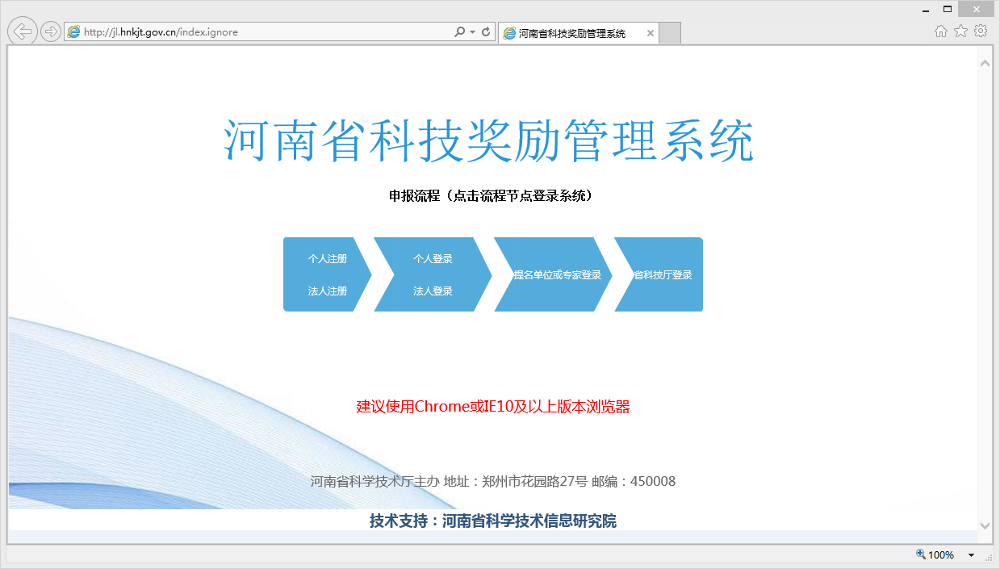 http://jl.hnkjt.gov.cn/index.ignore
河南省科技奖励管理系统
河南省科技奖励管理系统
申报流程（点击流程节点登录系统）
个人注册
个人登录
提名单位或专家登录
省科技厅登录
法人注册
法人登录
建议使用Chrome或IE10及以上版本浏览器
河南省科学技术厅主办 地址：郑州市花园路27号 邮编：450008
技术支持：河南省科学技术信息研究院
100%